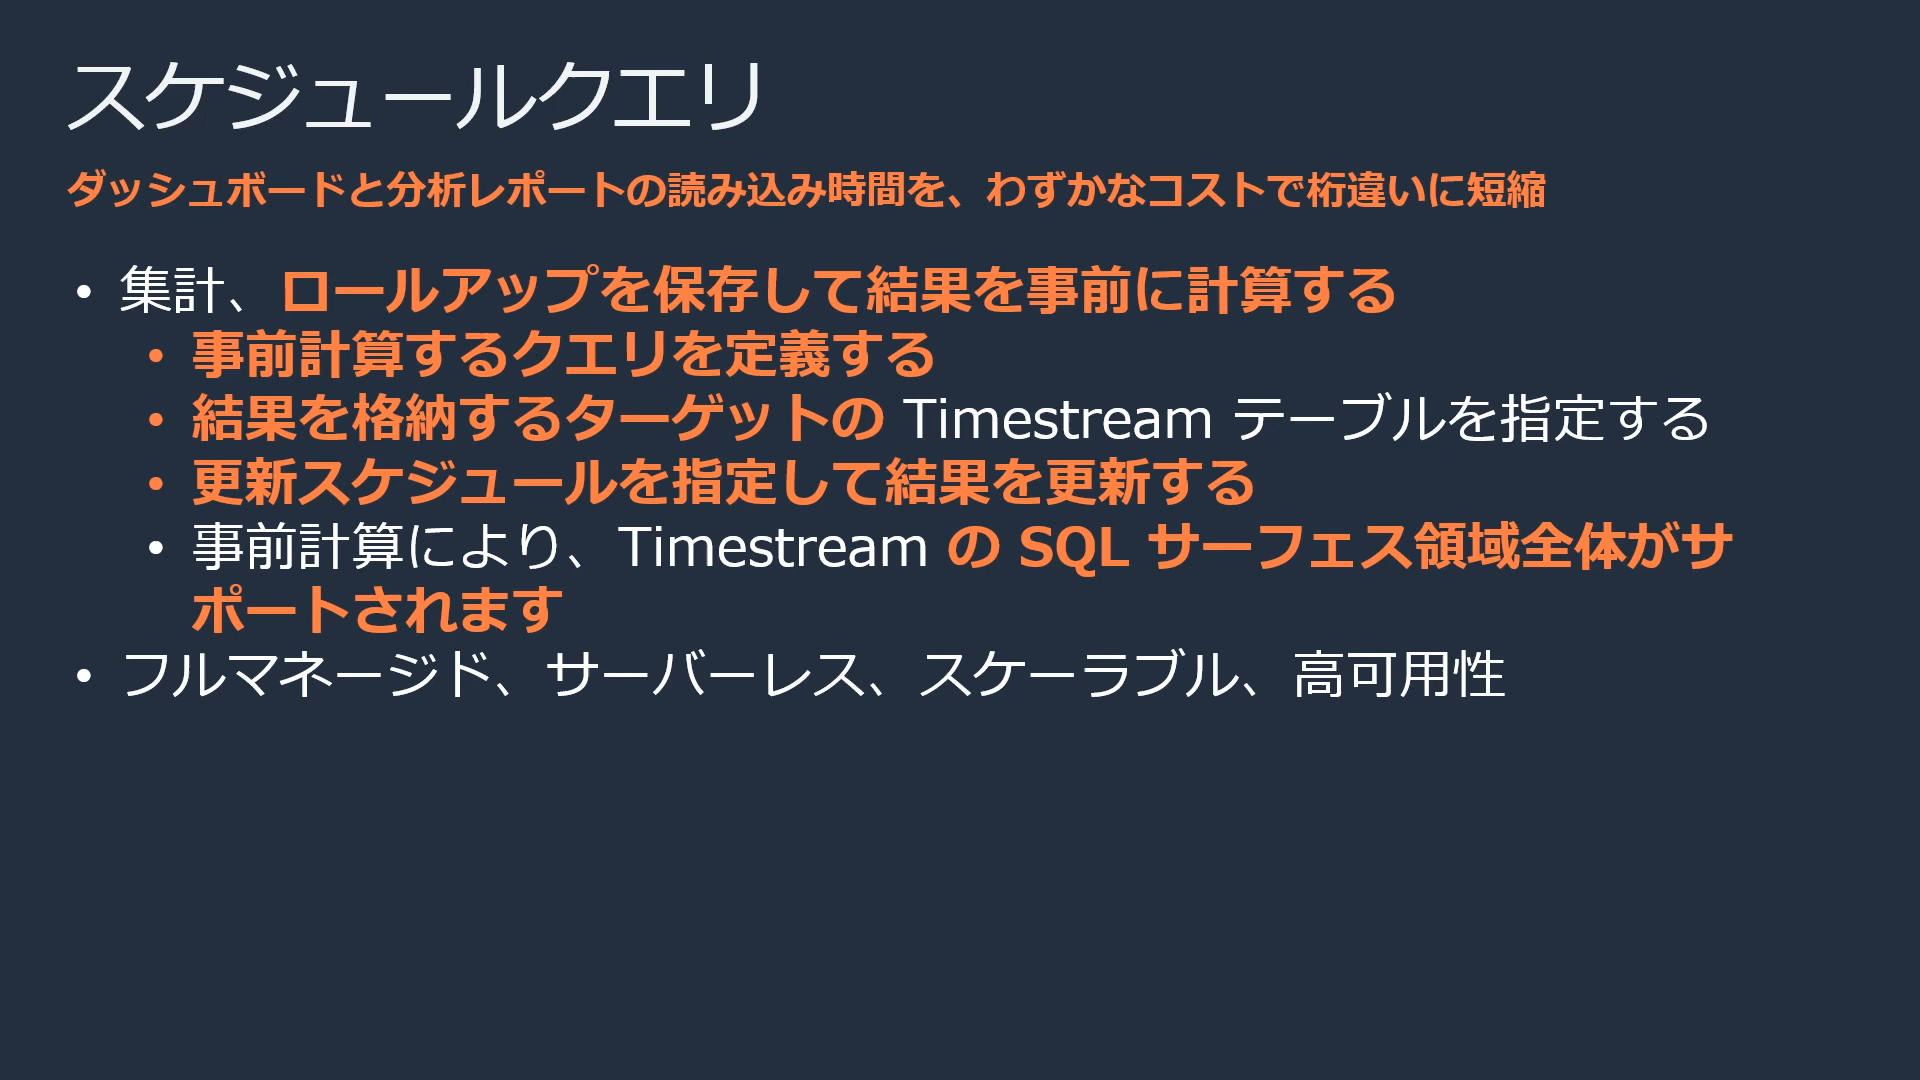 スケジュールクエリ
ダッシュボードと分析レポートの読み込み時間を、わずかなコストで桁違いに短縮
• 集計、ロールアップを保存して結果を事前に計算する
• 事前計算するクエリを定義する
• 結果を格納するターゲットの Timestream テーブルを指定する
• 更新スケジュールを指定して結果を更新する
• 事前計算により、Timestream の SQL サーフェス領域全体がサ
ポートされます
• フルマネージド、サーバーレス、スケーラブル、高可用性